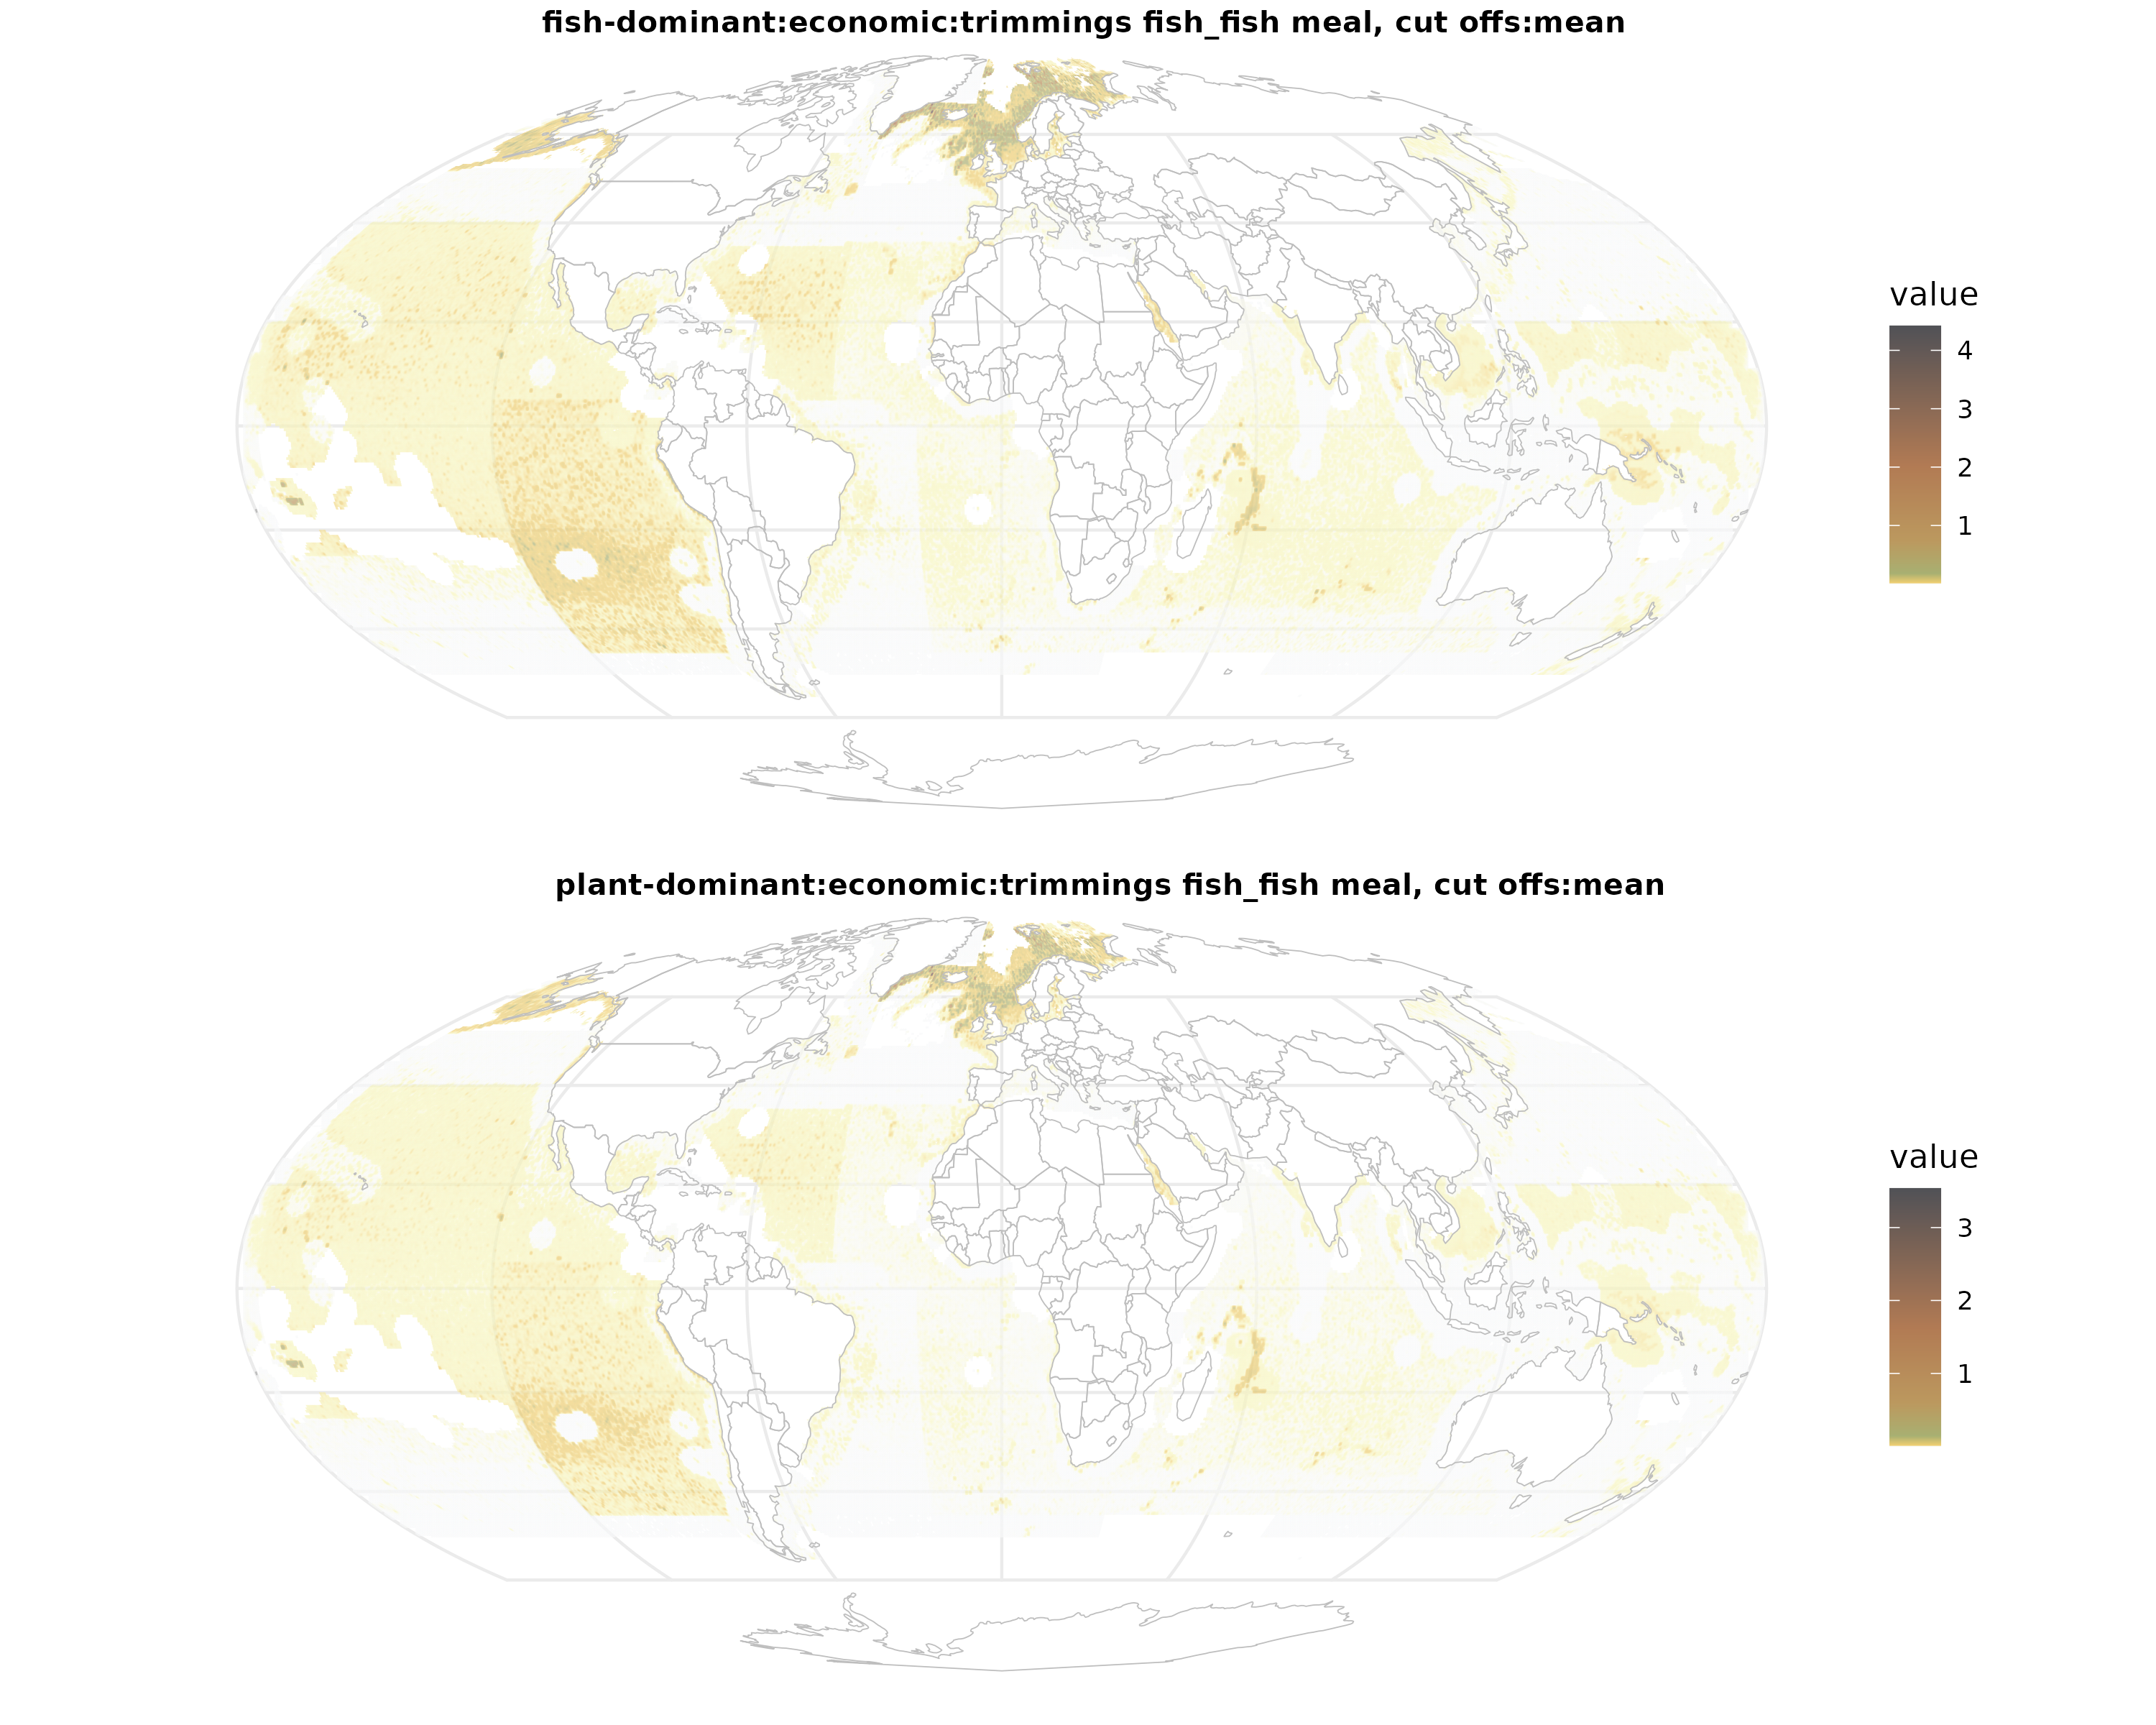 fish-dominant:economic:trimmings fish_fish meal, cut offs:mean
value
4
3
2
1
plant-dominant:economic:trimmings fish_fish meal, cut offs:mean
value
3
2
1